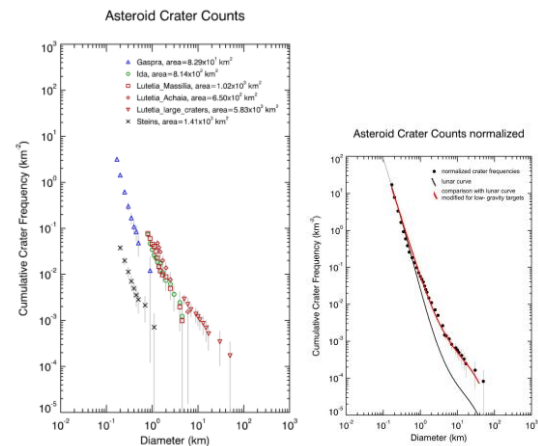 Asteroid Crater Counts
Cumulative Crater Frequency (km⁻²)
10³
10²
10¹
10⁰
10⁻¹
10⁻²
10⁻³
10⁻⁴
10⁻⁵
Gaspra, area=8.29x10¹ km²
Ida, area=8.14x10² km²
Lutetia_Massilia, area=1.02x10³ km²
Lutetia_Achaia, area=6.50x10² km²
Lutetia_large_craters, area=5.83x10³ km²
Steins, area=1.41x10¹ km²
10⁻² 10⁻¹ 10⁰ 10¹ 10² 10³
Diameter (km)
Asteroid Crater Counts normalized
Cumulative Crater Frequency (km⁻²)
10²
10¹
10⁰
10⁻¹
10⁻²
10⁻³
10⁻⁴
10⁻⁵
normalized crater frequencies
lunar curve
comparison with lunar curve
modified for low- gravity targets
10⁻² 10⁻¹ 10⁰ 10¹ 10² 10³
Diameter (km)